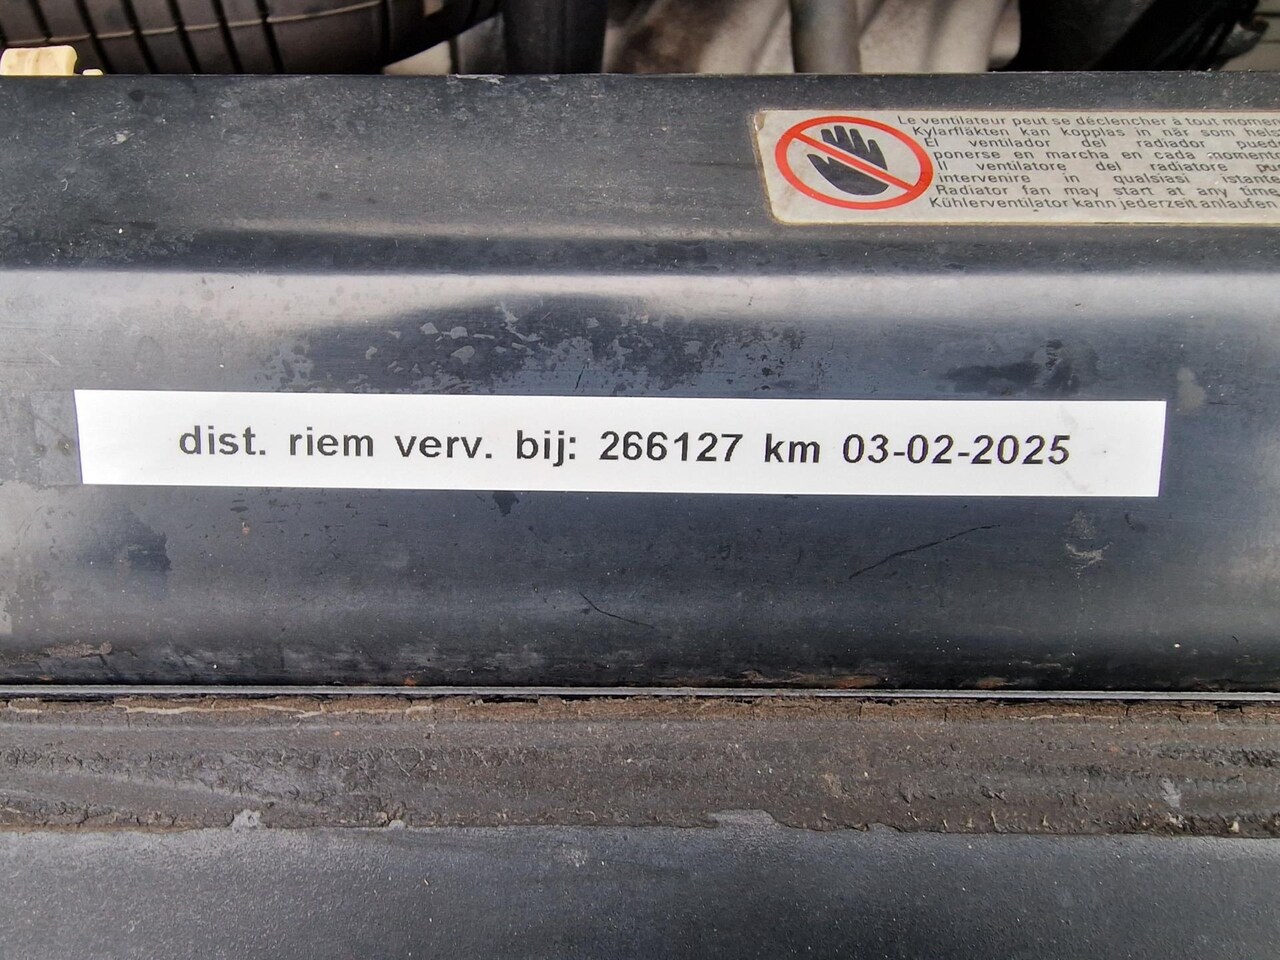 Le ventilateur peut se déclencher à tout moment
Kylarfläkten kan kopplas in när som helst
El ventilador del radiador puede
ponerse en marcha en cada momento
Il ventilatore del radiatore può
intervenire in qualsiasi istante
Radiator fan may start at any time.
Kühlerventilator kann jederzeit anlaufen.
dist. riem verv. bij: 266127 km 03-02-2025